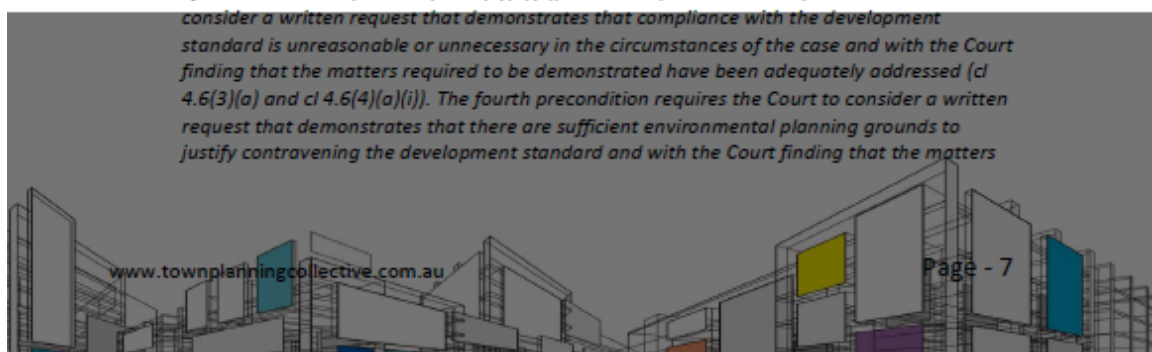 consider a written request that demonstrates that compliance with the development
standard is unreasonable or unnecessary in the circumstances of the case and with the Court
finding that the matters required to be demonstrated have been adequately addressed (cl
4.6(3)(a) and cl 4.6(4)(a)(i)). The fourth precondition requires the Court to consider a written
request that demonstrates that there are sufficient environmental planning grounds to
justify contravening the development standard and with the Court finding that the matters
www.townplanningcollective.com.au
Page - 7